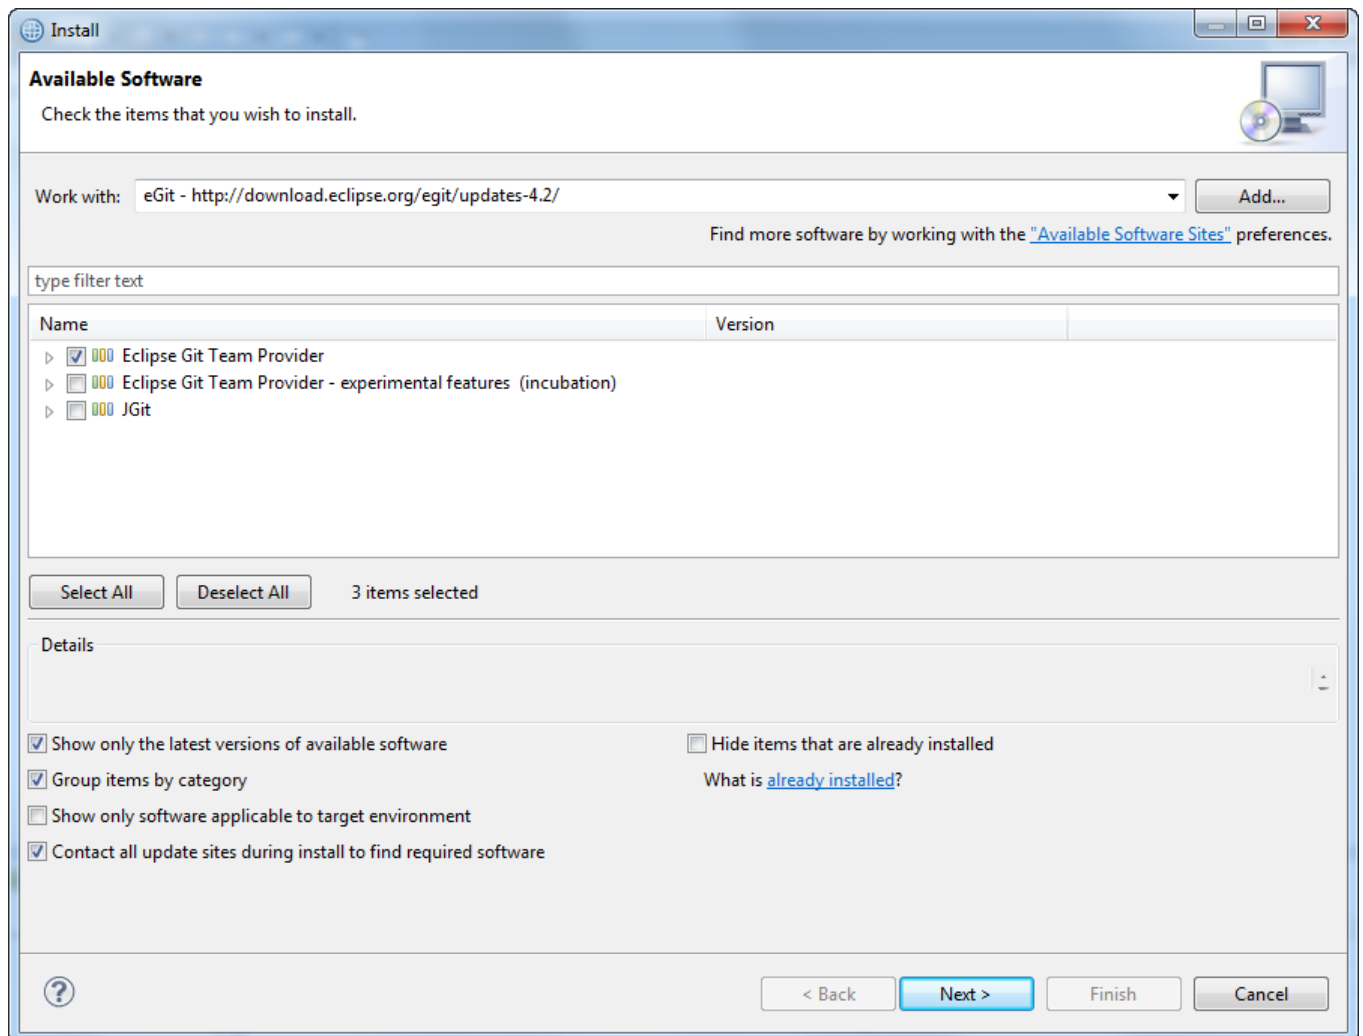 Install
Available Software
Check the items that you wish to install.
Work with: eGit - http://download.eclipse.org/egit/updates-4.2/ Add...
Find more software by working with the "Available Software Sites" preferences.
type filter text
Name Version
Eclipse Git Team Provider
Eclipse Git Team Provider - experimental features (incubation)
JGit
Select All Deselect All 3 items selected
Details
Show only the latest versions of available software Hide items that are already installed
Group items by category What is already installed?
Show only software applicable to target environment
Contact all update sites during install to find required software
? < Back Next > Finish Cancel